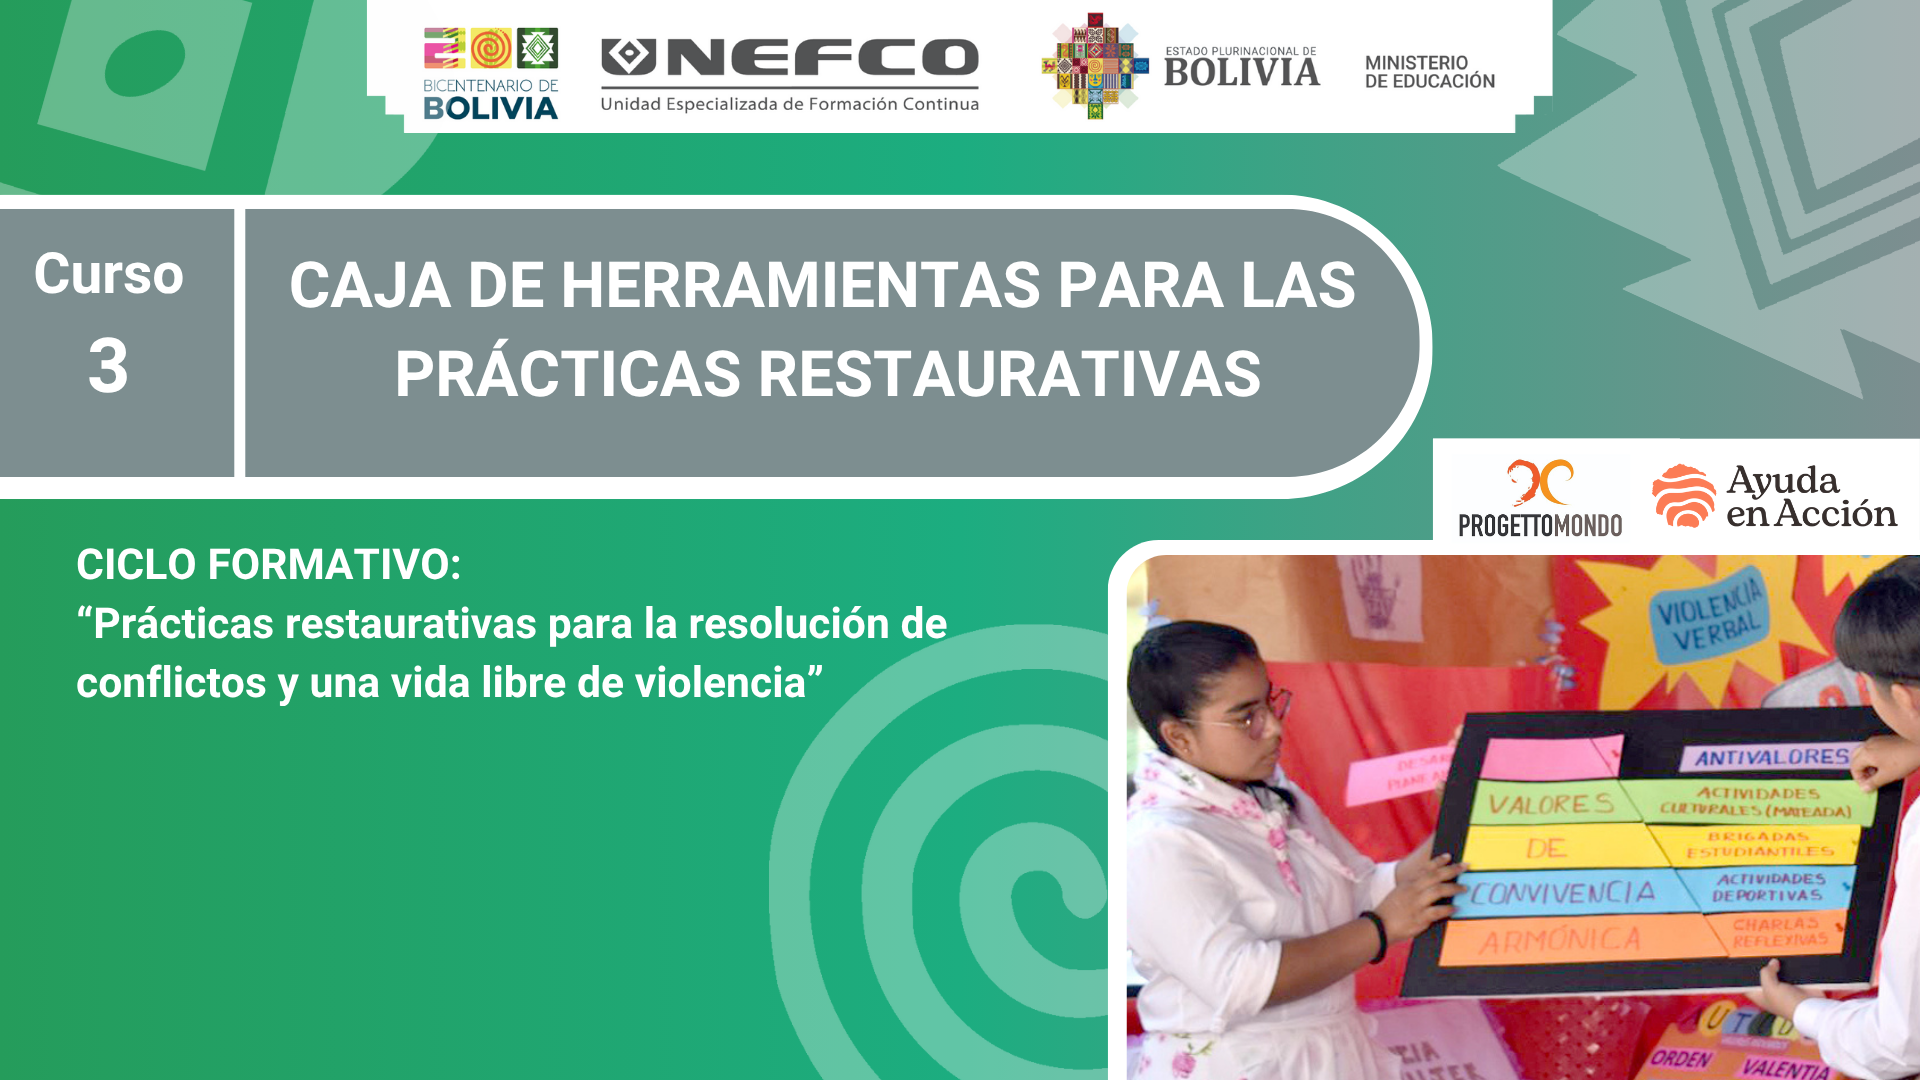 BICENTENARIO DE
BOLIVIA
UNEFCO
Unidad Especializada de Formación Continua
ESTADO PLURINACIONAL DE
BOLIVIA
MINISTERIO
DE EDUCACIÓN
Curso
3
CAJA DE HERRAMIENTAS PARA LAS
PRÁCTICAS RESTAURATIVAS
PROGETTOMONDO
Ayuda
en Acción
CICLO FORMATIVO:
“Prácticas restaurativas para la resolución de
conflictos y una vida libre de violencia”
VIOLENCIA
VERBAL
ANTIVALORES
VALORES
ACTIVIDADES
CULTURALES (MATEADA)
DE
BRIGADAS
ESTUDIANTILES
CONVIVENCIA
ACTIVIDADES
DEPORTIVAS
ARMÓNICA
CHARLAS
REFLEXIVAS
ORDEN
VALENTIA